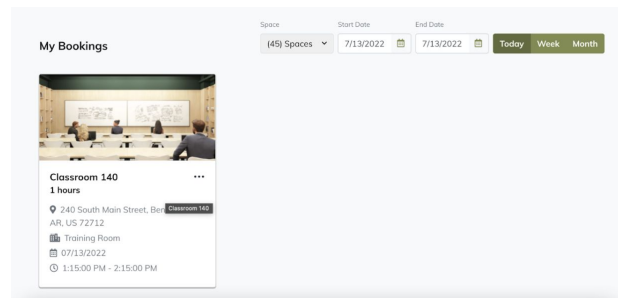 Space
Start Date
End Date
My Bookings
(45) Spaces
7/13/2022
7/13/2022
Today
Week
Month
Classroom 140
...
1 hours
240 South Main Street, Ben
Classroom 140
AR, US 72712
Training Room
07/13/2022
1:15:00 PM - 2:15:00 PM